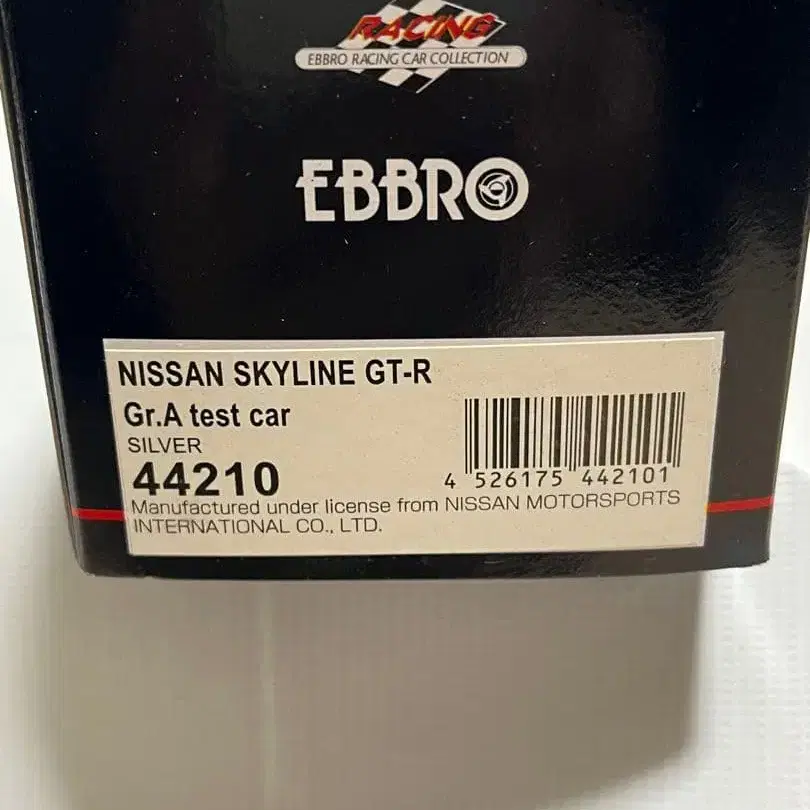 RACING
EBBRO RACING CAR COLLECTION
EBBRO
NISSAN SKYLINE GT-R
Gr.A test car
SILVER
44210
4 526175 442101
Manufactured under license from NISSAN MOTORSPORTS
INTERNATIONAL CO., LTD.